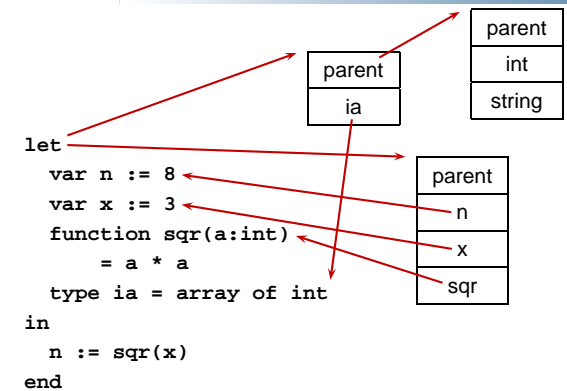 parent
int
string
parent
ia
let
var n := 8
var x := 3
function sqr(a:int)
= a * a
type ia = array of int
in
n := sqr(x)
end
parent
n
x
sqr